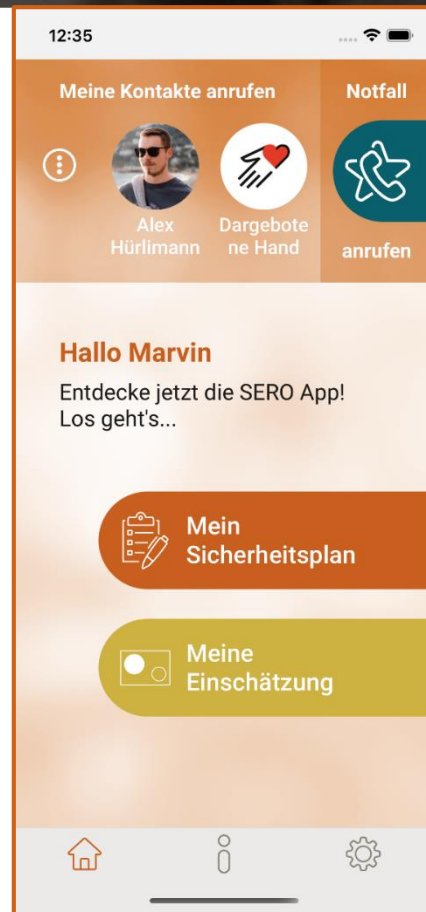 12:35
Meine Kontakte anrufen
Notfall
Alex
Hürlimann
Dargebote
ne Hand
anrufen
Hallo Marvin
Entdecke jetzt die SERO App!
Los geht's...
Mein
Sicherheitsplan
Meine
Einschätzung